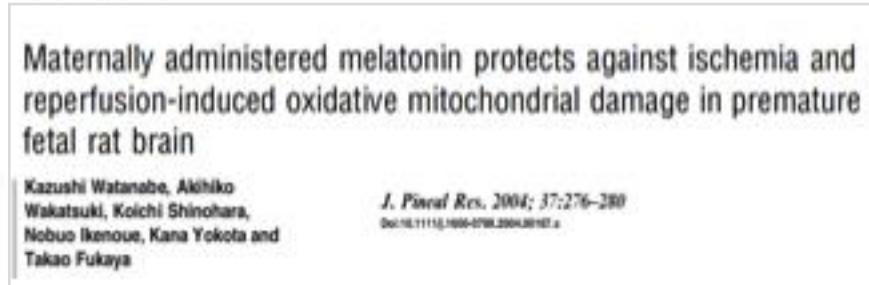 Maternally administered melatonin protects against ischemia and
reperfusion-induced oxidative mitochondrial damage in premature
fetal rat brain
Kazushi Watanabe, Akihiko
Wakatsuki, Koichi Shinohara,
Nobuo Ikenoue, Kana Yokota and
Takao Fukaya
J. Pineal Res. 2004; 37:276–280